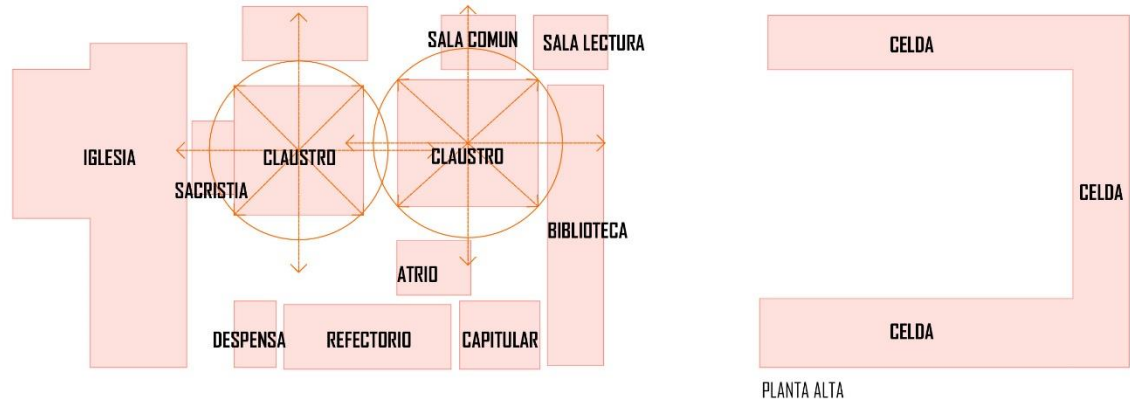 SALA COMUN
SALA LECTURA
CELDA
IGLESIA
CLAUSTRO
CLAUSTRO
SACRISTIA
CELDA
BIBLIOTECA
ATRIO
DESPENSA
REFECTORIO
CAPITULAR
CELDA
PLANTA ALTA